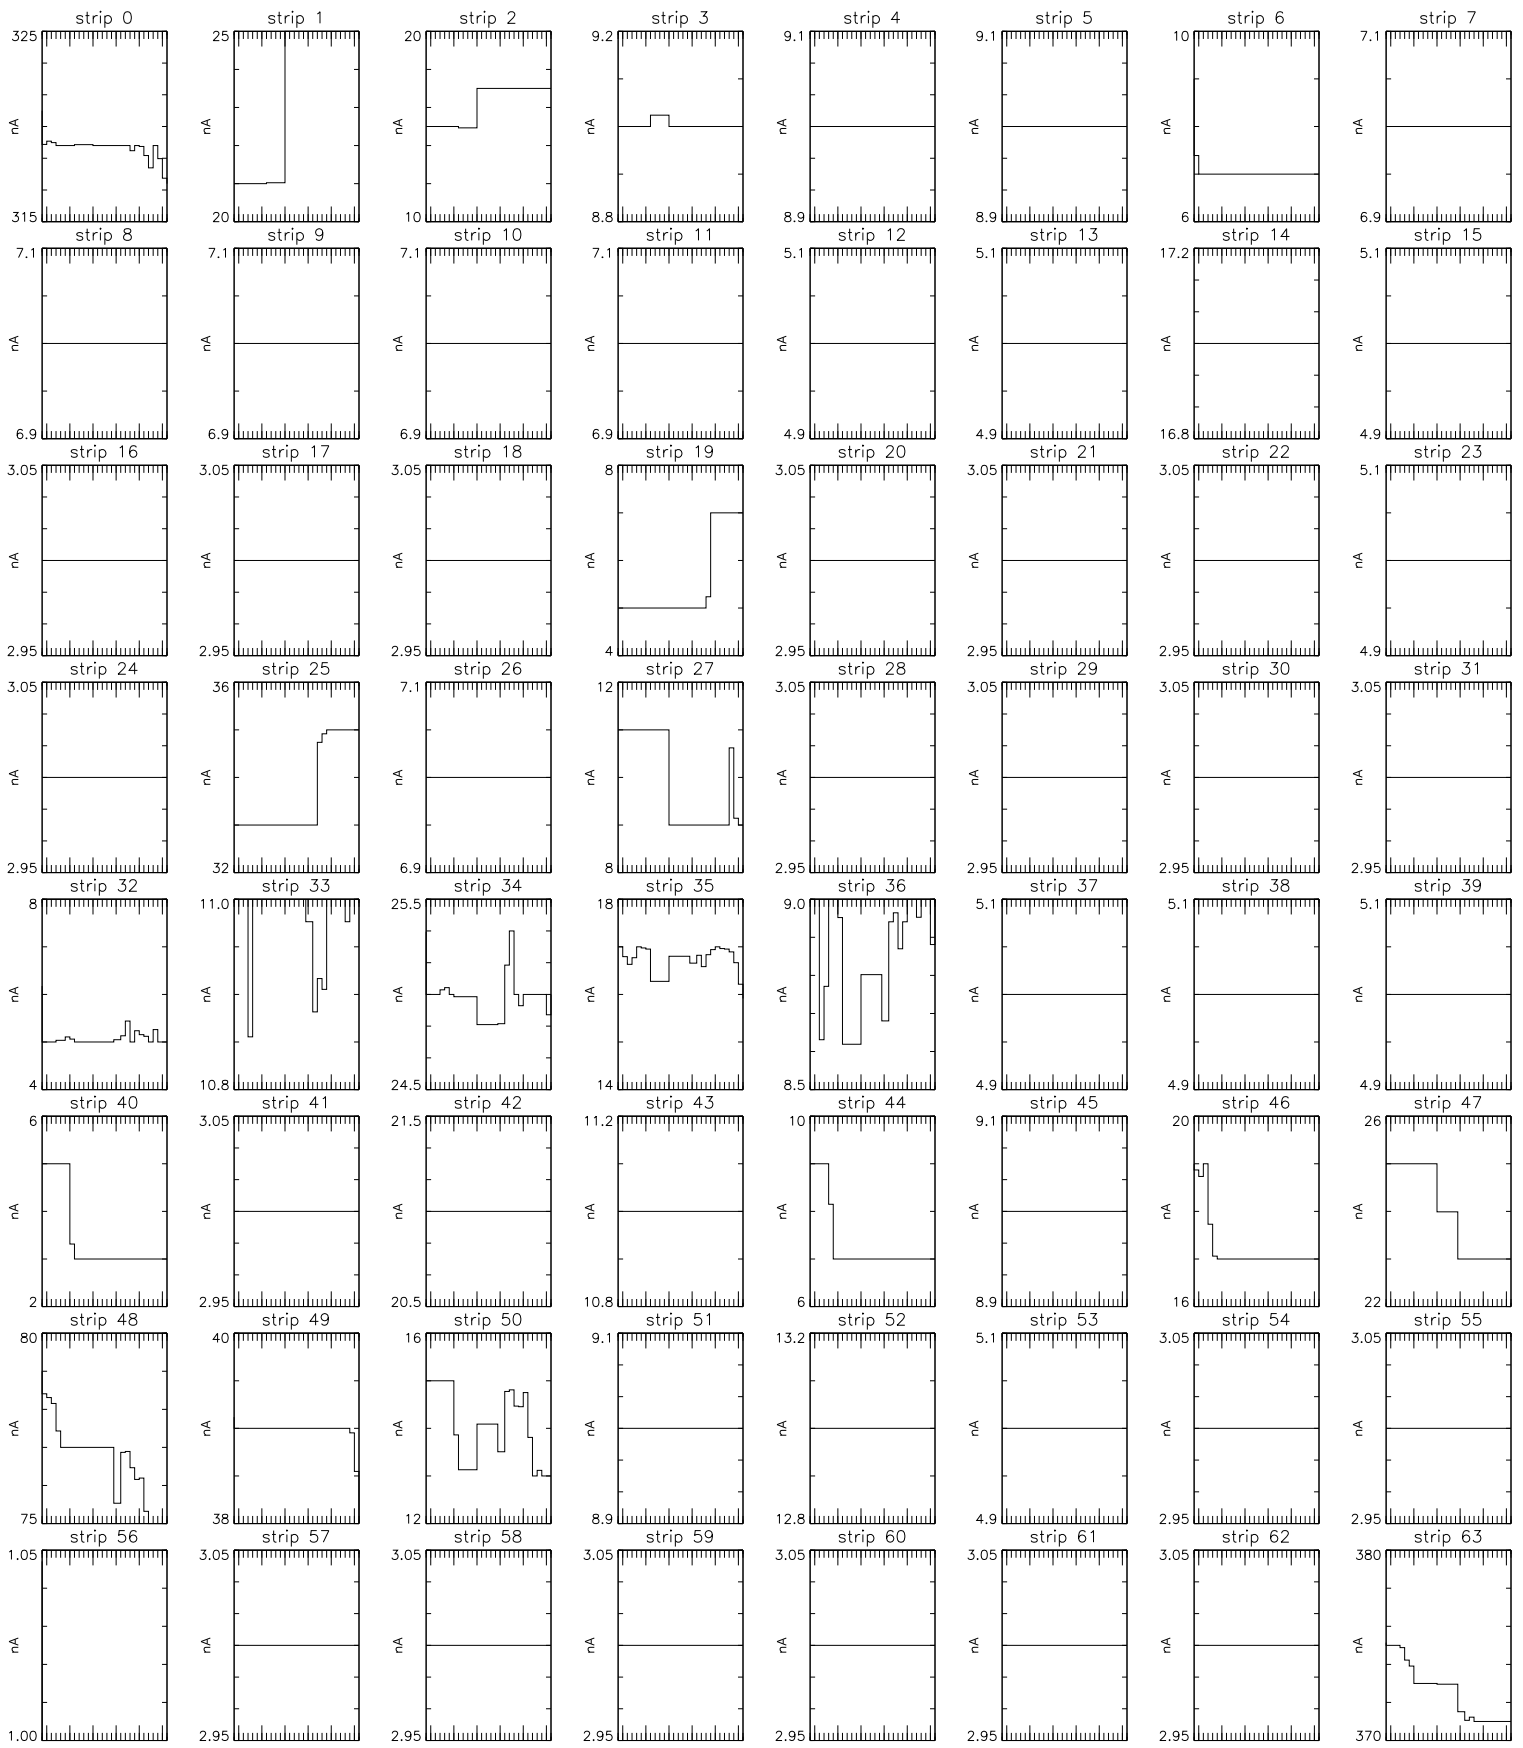 strip 0 strip 1 strip 2 strip 3 strip 4 strip 5 strip 6 strip 7
325 25 20 9.2 9.1 9.1 10 7.1
nA nA nA nA nA nA nA nA
315 20 10 8.8 8.9 8.9 6 6.9
strip 8 strip 9 strip 10 strip 11 strip 12 strip 13 strip 14 strip 15
7.1 7.1 7.1 7.1 5.1 5.1 17.2 5.1
nA nA nA nA nA nA nA nA
6.9 6.9 6.9 6.9 4.9 4.9 16.8 4.9
strip 16 strip 17 strip 18 strip 19 strip 20 strip 21 strip 22 strip 23
3.05 3.05 3.05 8 3.05 3.05 3.05 5.1
nA nA nA nA nA nA nA nA
2.95 2.95 2.95 4 2.95 2.95 2.95 4.9
strip 24 strip 25 strip 26 strip 27 strip 28 strip 29 strip 30 strip 31
3.05 36 7.1 12 3.05 3.05 3.05 3.05
nA nA nA nA nA nA nA nA
2.95 32 6.9 8 2.95 2.95 2.95 2.95
strip 32 strip 33 strip 34 strip 35 strip 36 strip 37 strip 38 strip 39
8 11.0 25.5 18 9.0 5.1 5.1 5.1
nA nA nA nA nA nA nA nA
4 10.8 24.5 14 8.5 4.9 4.9 4.9
strip 40 strip 41 strip 42 strip 43 strip 44 strip 45 strip 46 strip 47
6 3.05 21.5 11.2 10 9.1 20 26
nA nA nA nA nA nA nA nA
2 2.95 20.5 10.8 6 8.9 16 22
strip 48 strip 49 strip 50 strip 51 strip 52 strip 53 strip 54 strip 55
80 40 16 9.1 13.2 5.1 3.05 3.05
nA nA nA nA nA nA nA nA
75 38 12 8.9 12.8 4.9 2.95 2.95
strip 56 strip 57 strip 58 strip 59 strip 60 strip 61 strip 62 strip 63
1.05 3.05 3.05 3.05 3.05 3.05 3.05 380
nA nA nA nA nA nA nA nA
1.00 2.95 2.95 2.95 2.95 2.95 2.95 370